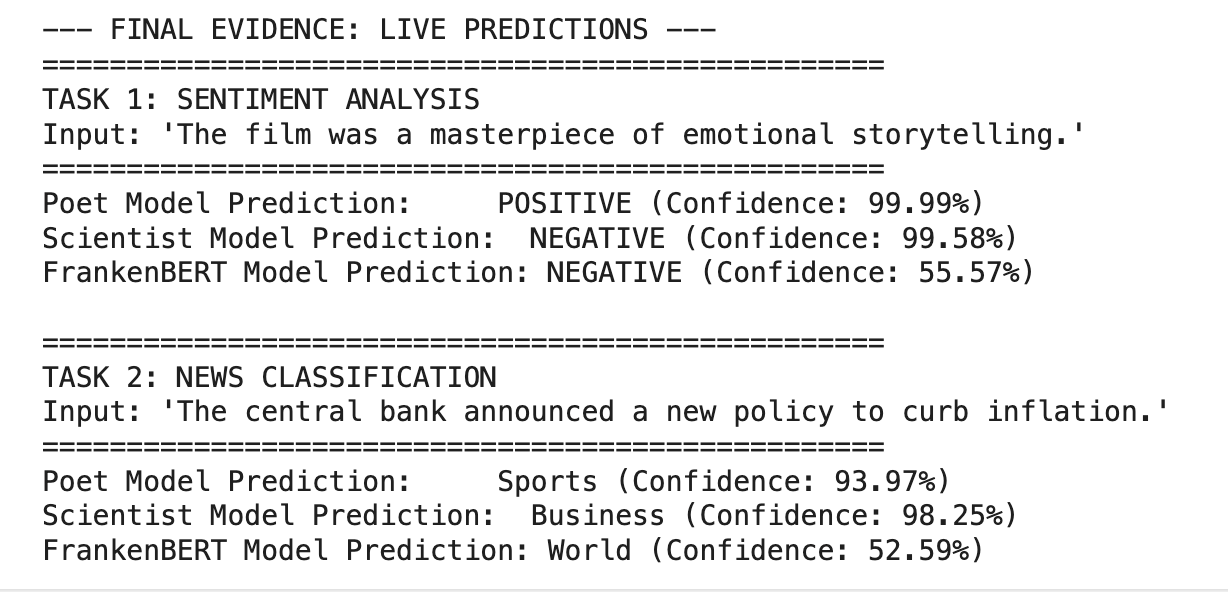 --- FINAL EVIDENCE: LIVE PREDICTIONS ---
==================================================
TASK 1: SENTIMENT ANALYSIS
Input: 'The film was a masterpiece of emotional storytelling.'
==================================================
Poet Model Prediction:     POSITIVE (Confidence: 99.99%)
Scientist Model Prediction:  NEGATIVE (Confidence: 99.58%)
FrankenBERT Model Prediction: NEGATIVE (Confidence: 55.57%)

==================================================
TASK 2: NEWS CLASSIFICATION
Input: 'The central bank announced a new policy to curb inflation.'
==================================================
Poet Model Prediction:     Sports (Confidence: 93.97%)
Scientist Model Prediction:  Business (Confidence: 98.25%)
FrankenBERT Model Prediction: World (Confidence: 52.59%)